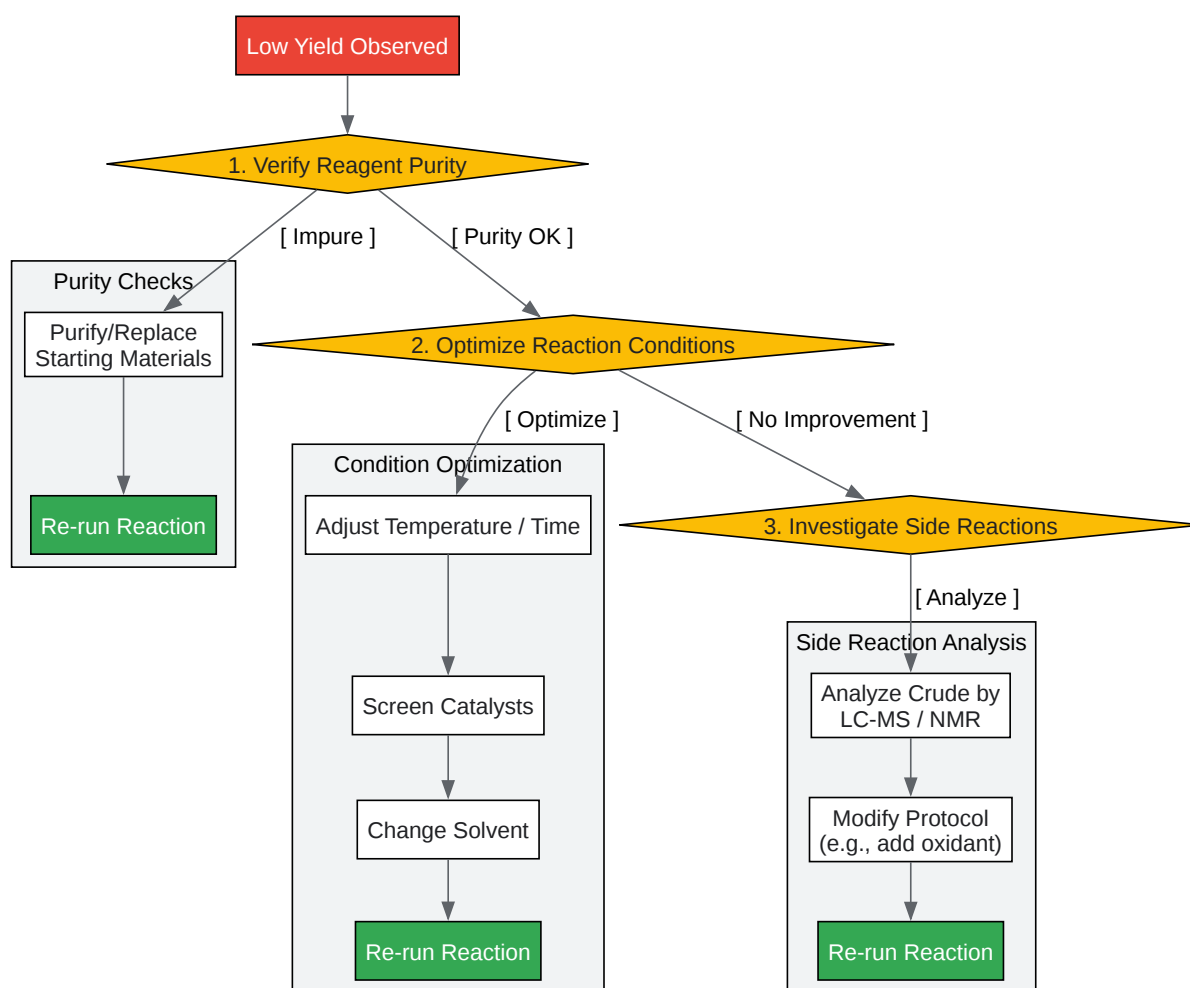 Low Yield Observed
1. Verify Reagent Purity
[ Impure ]
[ Purity OK ]
Purity Checks
Purify/Replace
Starting Materials
Re-run Reaction
2. Optimize Reaction Conditions
[ Optimize ]
[ No Improvement ]
Condition Optimization
Adjust Temperature / Time
Screen Catalysts
Change Solvent
Re-run Reaction
3. Investigate Side Reactions
[ Analyze ]
Side Reaction Analysis
Analyze Crude by
LC-MS / NMR
Modify Protocol
(e.g., add oxidant)
Re-run Reaction